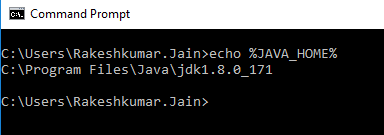 Command Prompt
C:\Users\Rakeshkumar.Jain>echo %JAVA_HOME%
C:\Program Files\Java\jdk1.8.0_171
C:\Users\Rakeshkumar.Jain>